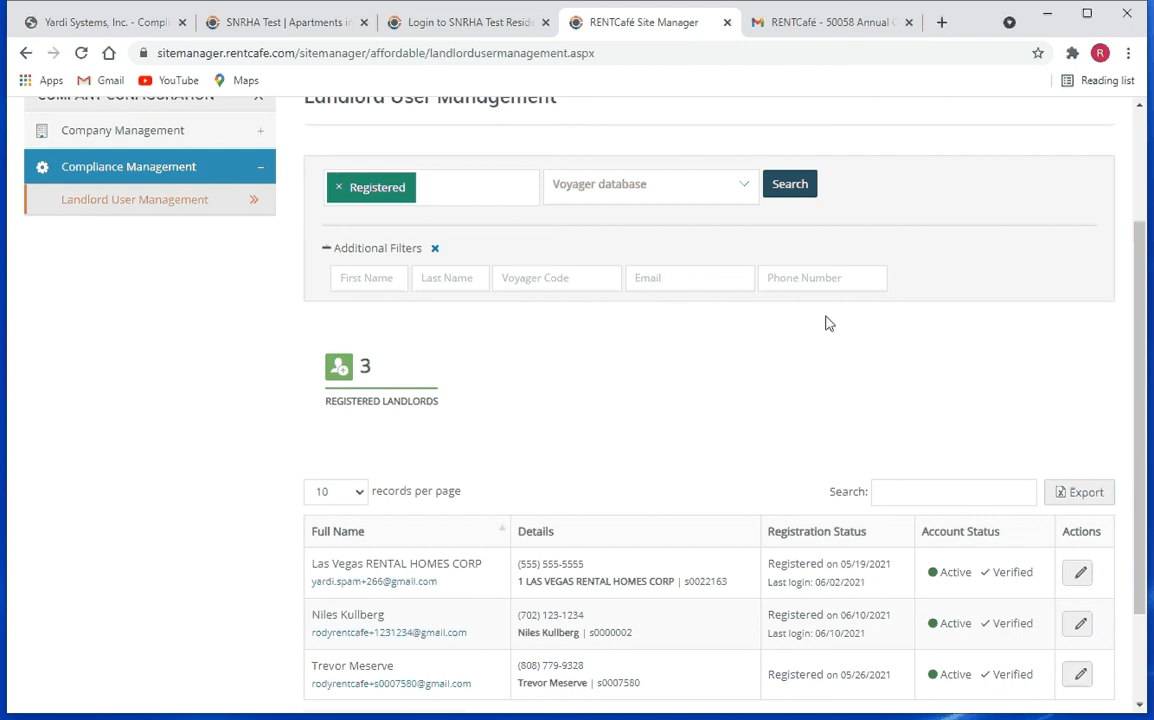 Yardi Systems, Inc. - Compli
SNRHA Test | Apartments in
Login to SNRHA Test Reside
RENTCafé Site Manager
RENTCafé - 50058 Annual C
sitemanager.rentcafe.com/sitemanager/affordable/landlordusermanagement.aspx
R
Apps
Gmail
YouTube
Maps
Reading list
COMPANY CONFIGURATION
Landlord User Management
Company Management
Compliance Management
Landlord User Management
× Registered
Voyager database
Search
Additional Filters
First Name
Last Name
Voyager Code
Email
Phone Number
3
REGISTERED LANDLORDS
10 records per page
Search:
Export
Full Name Details Registration Status Account Status Actions
Las Vegas RENTAL HOMES CORP (555) 555-5555 Registered on 05/19/2021 Active ✓ Verified
yardi.spam+266@gmail.com 1 LAS VEGAS RENTAL HOMES CORP | s0022163 Last login: 06/02/2021
Niles Kullberg (702) 123-1234 Registered on 06/10/2021 Active ✓ Verified
rodyrentcafe+1231234@gmail.com Niles Kullberg | s0000002 Last login: 06/10/2021
Trevor Meserve (808) 779-9328 Registered on 05/26/2021 Active ✓ Verified
rodyrentcafe+s0007580@gmail.com Trevor Meserve | s0007580